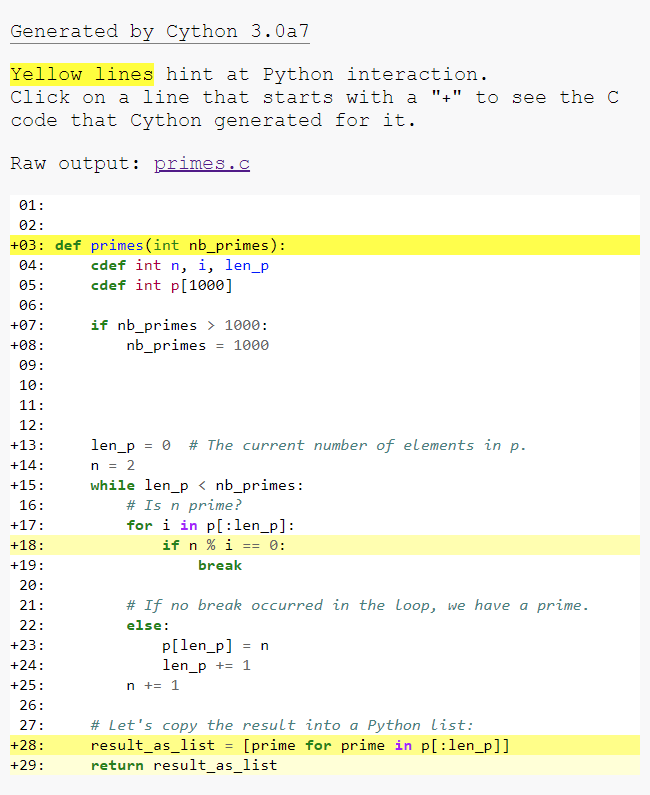 Generated by Cython 3.0a7
Yellow lines hint at Python interaction.
Click on a line that starts with a "+" to see the C
code that Cython generated for it.
Raw output: primes.c
01:
02:
+03: def primes(int nb_primes):
04:     cdef int n, i, len_p
05:     cdef int p[1000]
06:
+07:     if nb_primes > 1000:
+08:         nb_primes = 1000
09:
10:
11:
12:
+13:     len_p = 0  # The current number of elements in p.
+14:     n = 2
+15:     while len_p < nb_primes:
16:         # Is n prime?
+17:         for i in p[:len_p]:
+18:             if n % i == 0:
+19:                 break
20:
21:         # If no break occurred in the loop, we have a prime.
22:         else:
+23:             p[len_p] = n
+24:             len_p += 1
+25:         n += 1
26:
27:     # Let's copy the result into a Python list:
+28:     result_as_list = [prime for prime in p[:len_p]]
+29:     return result_as_list